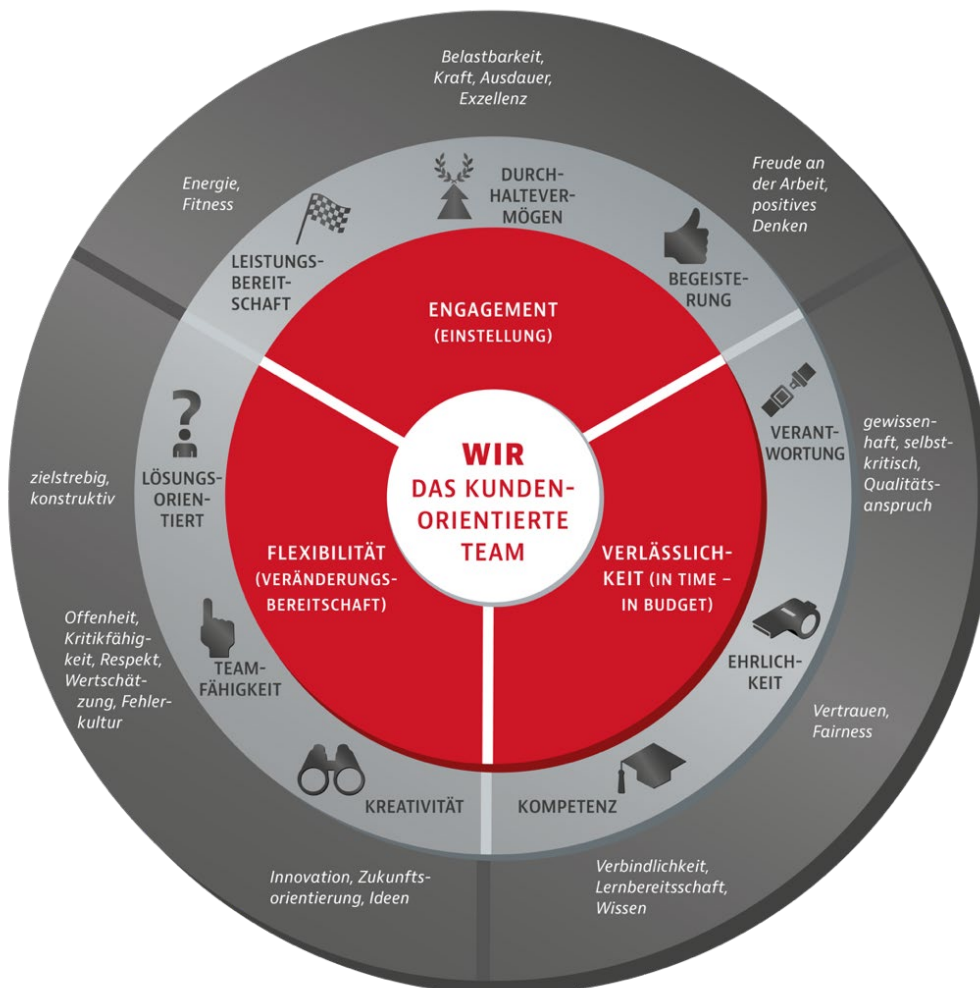 Belastbarkeit,
Kraft, Ausdauer,
Exzellenz
Energie,
Fitness
Freude an
der Arbeit,
positives
Denken
DURCH-
HALTEVER-
MÖGEN
LEISTUNGS-
BEREIT-
SCHAFT
BEGEISTE-
RUNG
ENGAGEMENT
(EINSTELLUNG)
WIR
DAS KUNDEN-
ORIENTIERTE
TEAM
VERANT-
WORTUNG
gewissen-
haft, selbst-
kritisch,
Qualitäts-
anspruch
zielstrebig,
konstruktiv
LÖSUNGS-
ORIEN-
TIERT
FLEXIBILITÄT
(VERÄNDERUNGS-
BEREITSCHAFT)
VERLÄSSLICH-
KEIT (IN TIME –
IN BUDGET)
Offenheit,
Kritikfähig-
keit, Respekt,
Wertschät-
zung, Fehler-
kultur
TEAM-
FÄHIGKEIT
EHRLICH-
KEIT
Vertrauen,
Fairness
KREATIVITÄT
KOMPETENZ
Innovation, Zukunfts-
orientierung, Ideen
Verbindlichkeit,
Lernbereitsschaft,
Wissen